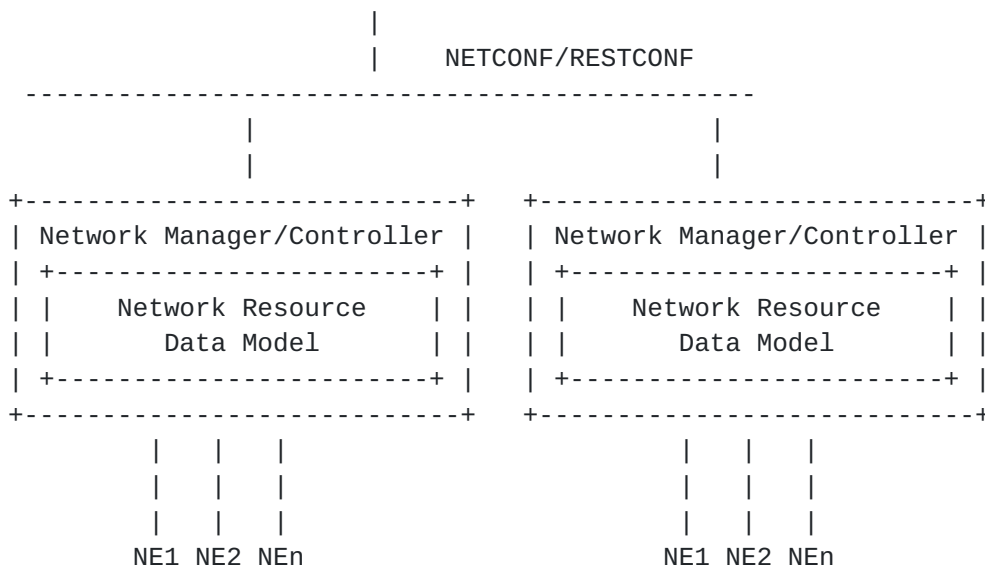 NETCONF/RESTCONF
Network Manager/Controller Network Manager/Controller
Network Resource Network Resource
Data Model Data Model
NE1 NE2 NEn NE1 NE2 NEn